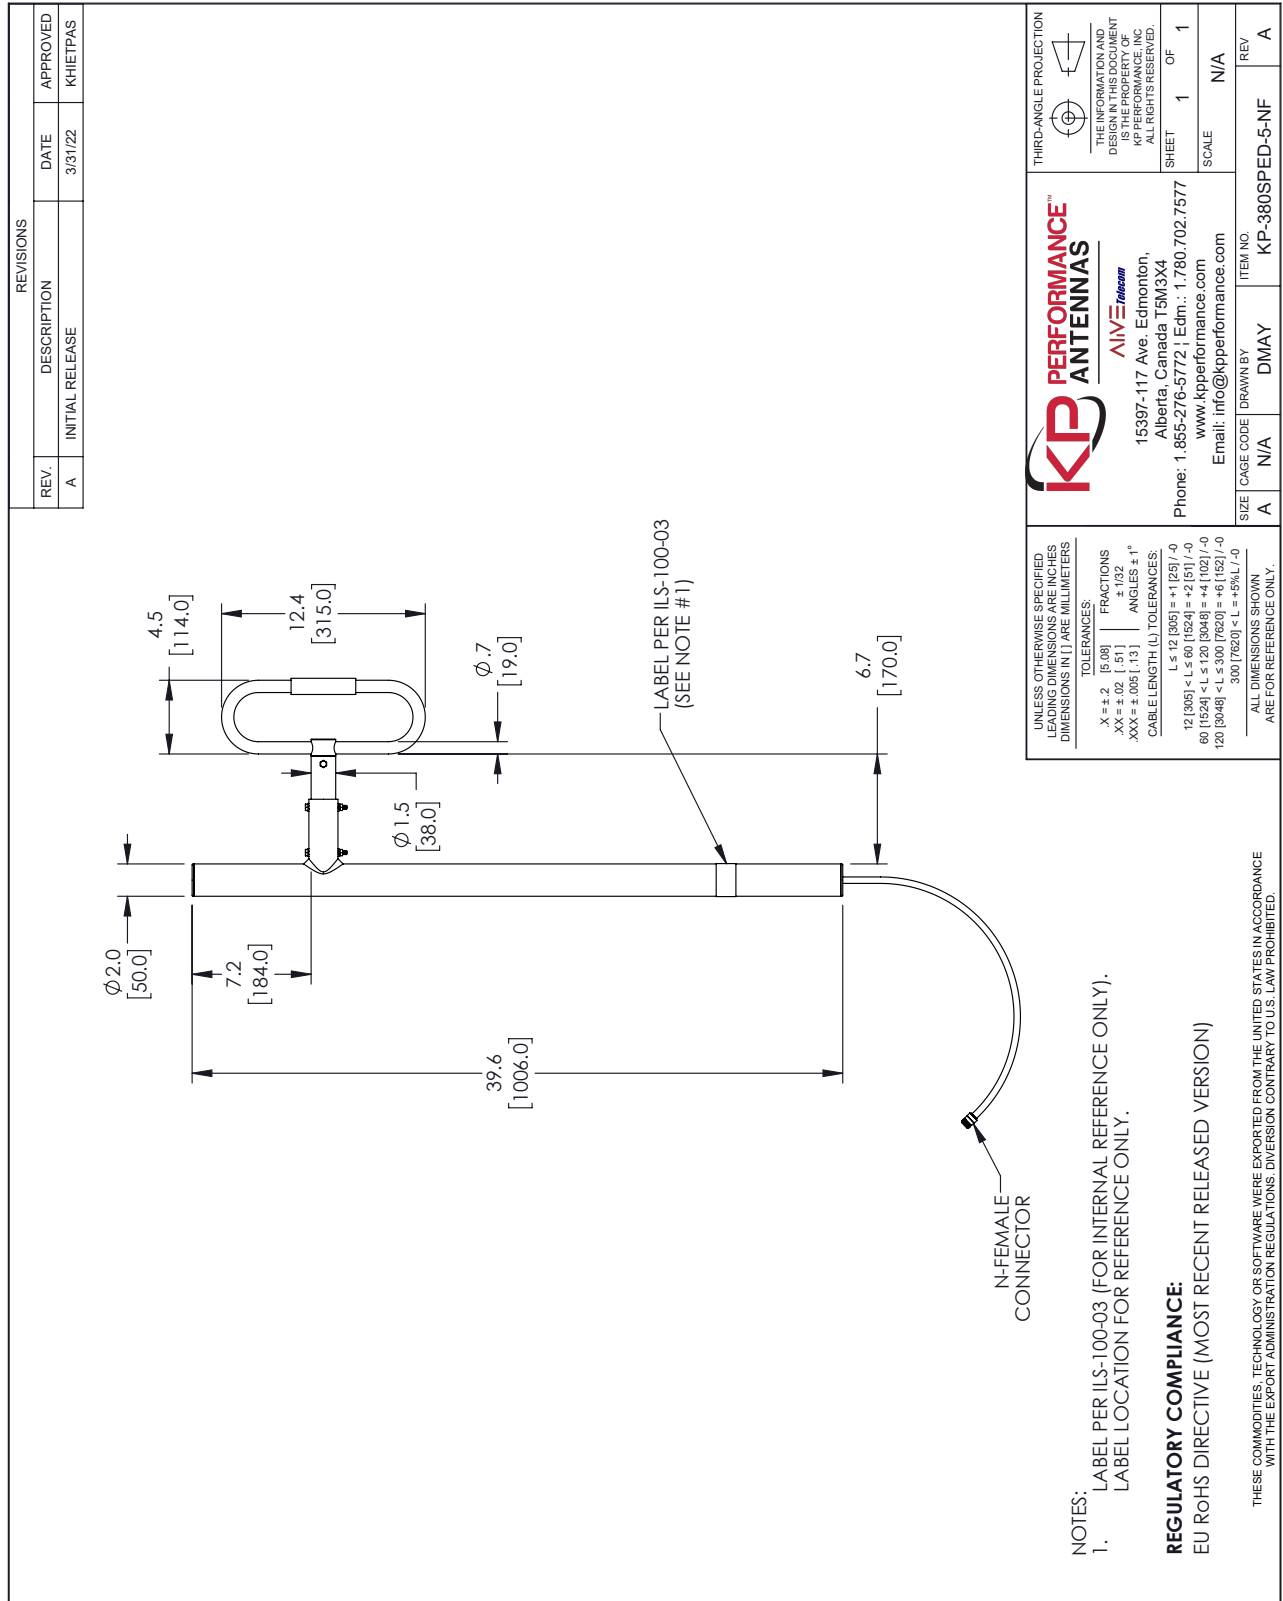 REVISIONS
REV. DESCRIPTION DATE APPROVED
A INITIAL RELEASE 3/31/22 KHIETPAS
Ø2.0
[50.0]
7.2
[184.0]
39.6
[1006.0]
4.5
[114.0]
12.4
[315.0]
Ø.7
[19.0]
Ø1.5
[38.0]
6.7
[170.0]
LABEL PER ILS-100-03
(SEE NOTE #1)
N-FEMALE
CONNECTOR
NOTES:
1. LABEL PER ILS-100-03 (FOR INTERNAL REFERENCE ONLY).
LABEL LOCATION FOR REFERENCE ONLY.
REGULATORY COMPLIANCE:
EU RoHS DIRECTIVE (MOST RECENT RELEASED VERSION)
THESE COMMODITIES, TECHNOLOGY OR SOFTWARE WERE EXPORTED FROM THE UNITED STATES IN ACCORDANCE
WITH THE EXPORT ADMINISTRATION REGULATIONS. DIVERSION CONTRARY TO U.S. LAW PROHIBITED.
UNLESS OTHERWISE SPECIFIED
LEADING DIMENSIONS ARE INCHES
DIMENSIONS IN [ ] ARE MILLIMETERS
TOLERANCES:
.X = ± .2 [5.08] FRACTIONS
.XX = ± .02 [.51] ± 1/32
.XXX = ± .005 [.13] ANGLES ± 1°
CABLE LENGTH (L) TOLERANCES:
L ≤ 12 [305] = +1 [25] / -0
12 [305] < L ≤ 60 [1524] = +2 [51] / -0
60 [1524] < L ≤ 120 [3048] = +4 [102] / -0
120 [3048] < L ≤ 300 [7620] = +6 [152] / -0
300 [7620] < L = +5% L / -0
ALL DIMENSIONS SHOWN
ARE FOR REFERENCE ONLY.
KP PERFORMANCE™
ANTENNAS
ALIVE Telecom
15397-117 Ave. Edmonton,
Alberta, Canada T5M3X4
Phone: 1.855-276-5772 | Edm.: 1.780.702.7577
www.kpperformance.com
Email: info@kpperformance.com
THIRD-ANGLE PROJECTION
THE INFORMATION AND
DESIGN IN THIS DOCUMENT
IS THE PROPERTY OF
KP PERFORMANCE, INC
ALL RIGHTS RESERVED.
SHEET 1 OF 1
SCALE N/A
SIZE A
CAGE CODE N/A
DRAWN BY DMAY
ITEM NO. KP-380SPED-5-NF
REV A